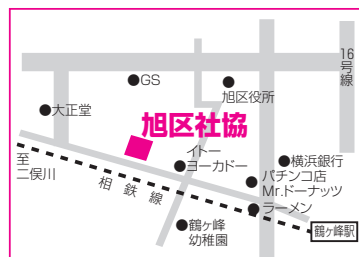 16号線
GS
大正堂
旭区役所
旭区社協
イトー
ヨーカドー
横浜銀行
至
二俣川
パチンコ店
Mr.ドーナッツ
相鉄線
ラーメン
鶴ヶ峰
幼稚園
鶴ヶ峰駅